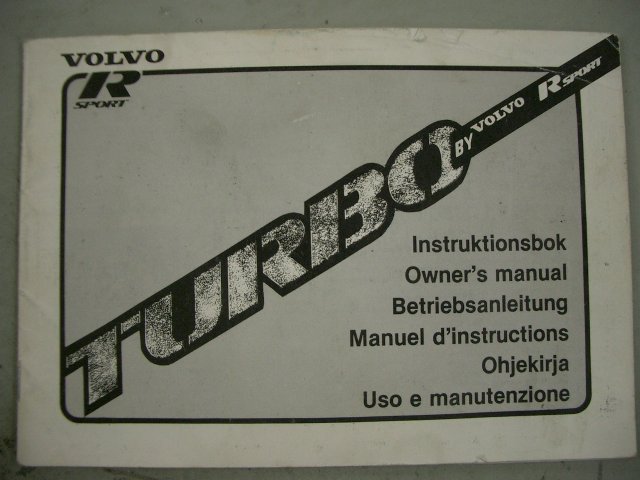 VOLVO
R
SPORT
TURBO BY VOLVO R SPORT
Instruktionsbok
Owner's manual
Betriebsanleitung
Manuel d'instructions
Ohjekirja
Uso e manutenzione